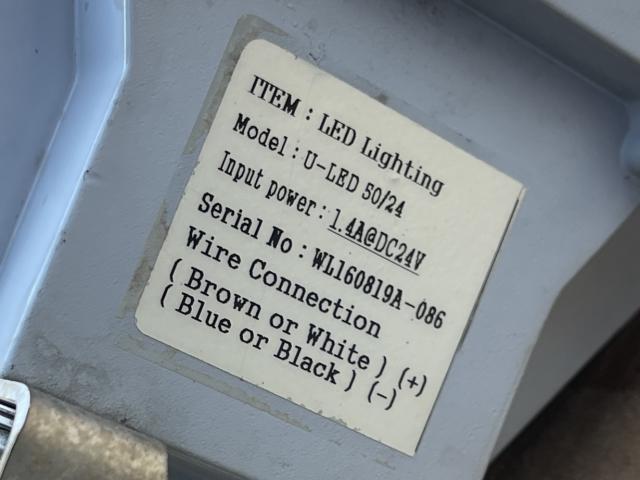 ITEM : LED Lighting
Model : U-LED 50/24
Input power : 1.4A@DC24V
Serial No : WL160819A-086
Wire Connection
( Brown or White ) (+)
( Blue or Black ) (-)